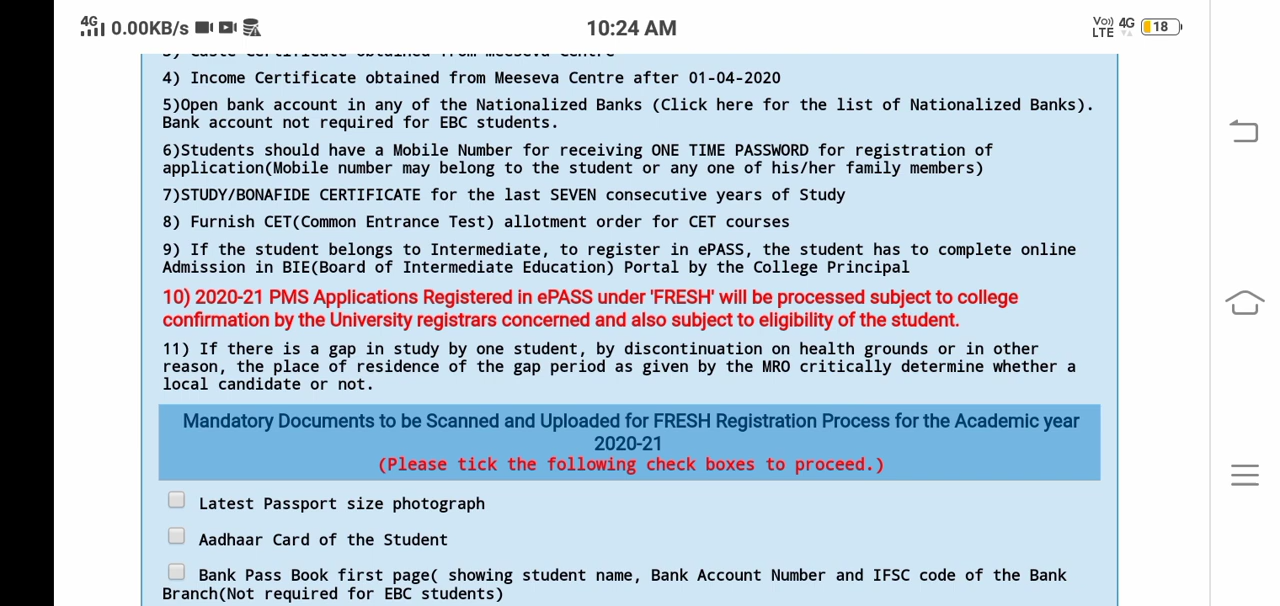 4G 0.00KB/s 10:24 AM Vo) LTE 4G 18
4) Income Certificate obtained from Meeseva Centre after 01-04-2020
5)Open bank account in any of the Nationalized Banks (Click here for the list of Nationalized Banks).
Bank account not required for EBC students.
6)Students should have a Mobile Number for receiving ONE TIME PASSWORD for registration of
application(Mobile number may belong to the student or any one of his/her family members)
7)STUDY/BONAFIDE CERTIFICATE for the last SEVEN consecutive years of Study
8) Furnish CET(Common Entrance Test) allotment order for CET courses
9) If the student belongs to Intermediate, to register in ePASS, the student has to complete online
Admission in BIE(Board of Intermediate Education) Portal by the College Principal
10) 2020-21 PMS Applications Registered in ePASS under 'FRESH' will be processed subject to college
confirmation by the University registrars concerned and also subject to eligibility of the student.
11) If there is a gap in study by one student, by discontinuation on health grounds or in other
reason, the place of residence of the gap period as given by the MRO critically determine whether a
local candidate or not.
Mandatory Documents to be Scanned and Uploaded for FRESH Registration Process for the Academic year
2020-21
(Please tick the following check boxes to proceed.)
Latest Passport size photograph
Aadhaar Card of the Student
Bank Pass Book first page( showing student name, Bank Account Number and IFSC code of the Bank
Branch(Not required for EBC students)